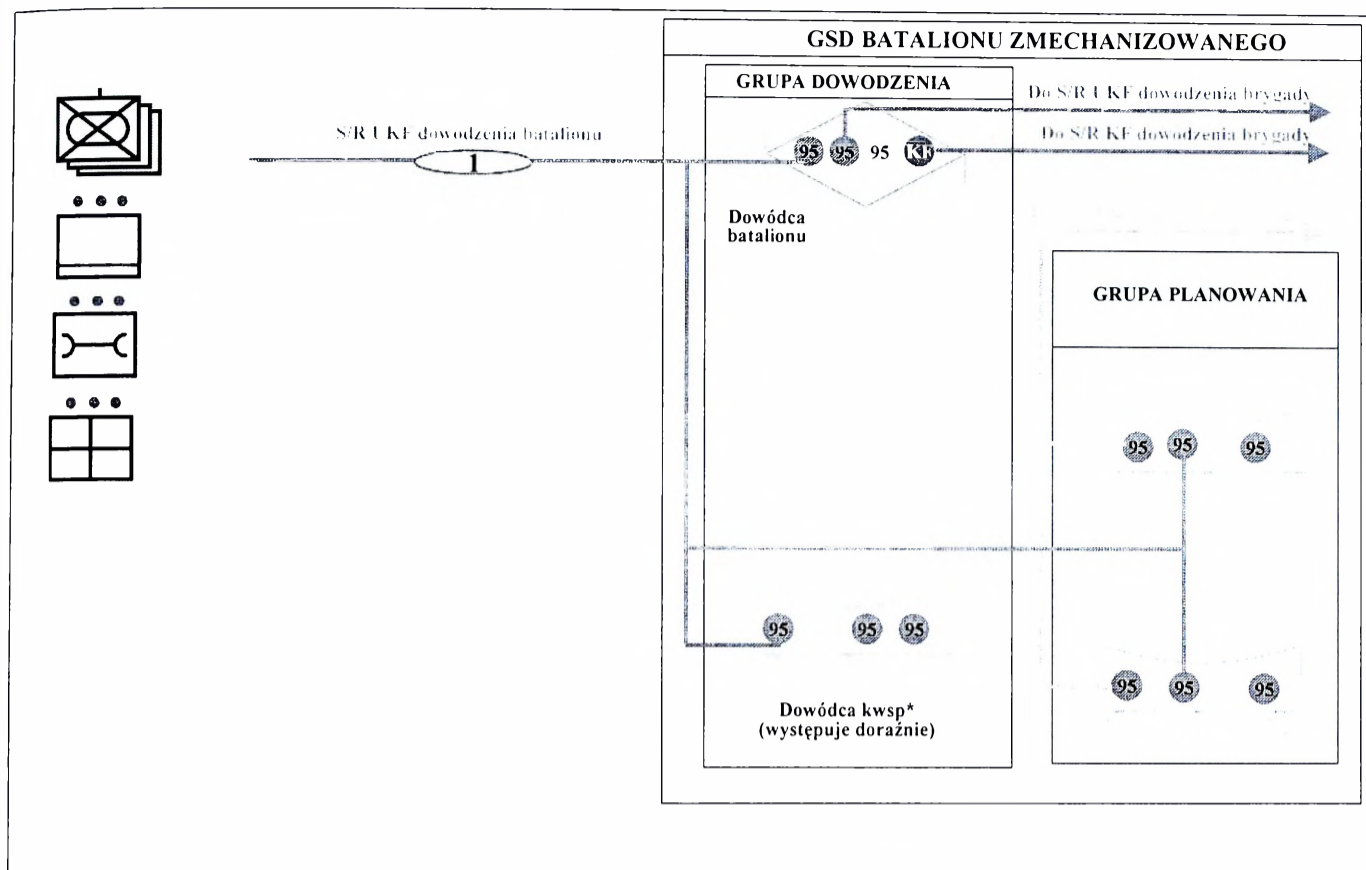 GSD BATALIONU ZMECHANIZOWANEGO
GRUPA DOWODZENIA
Do S/R UKF dowodzenia brygady
S/R UKF dowodzenia batalionu
Do S/R KF dowodzenia brygady
1
95 95 95 KF
Dowódca
batalionu
GRUPA PLANOWANIA
95 95 95
95 95 95
95 95 95
Dowódca kwsp*
(występuje doraźnie)